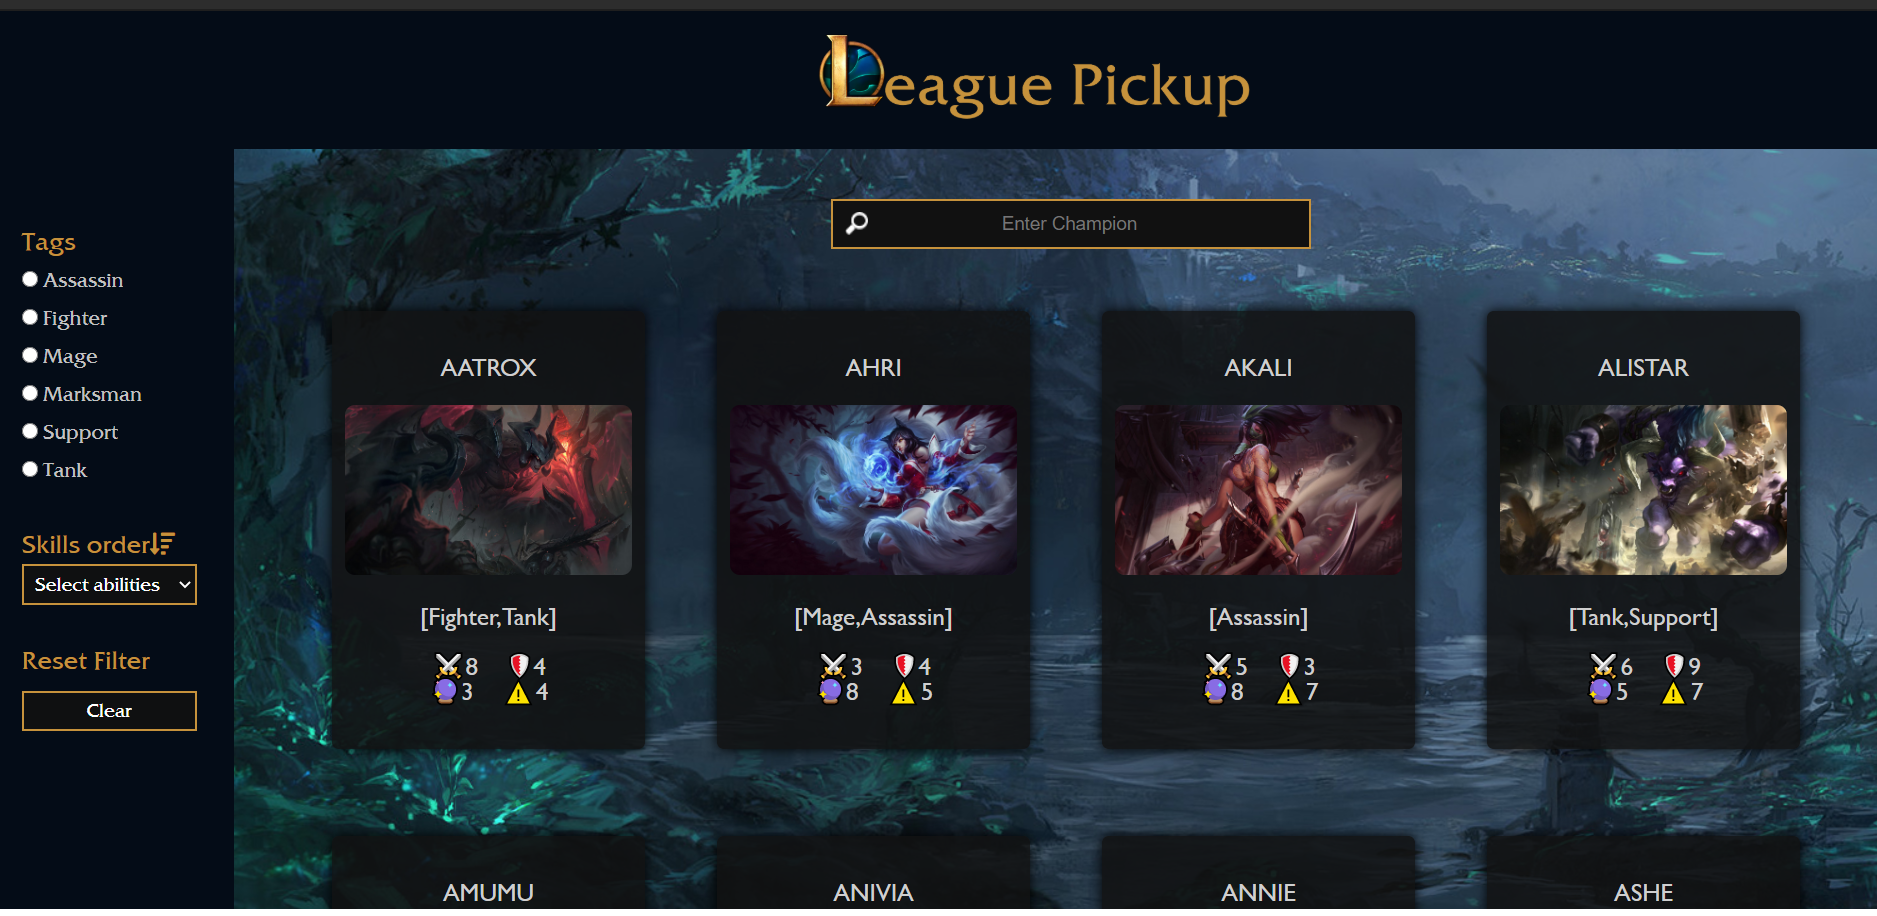 League Pickup
Enter Champion
Tags
Assassin
Fighter
Mage
Marksman
Support
Tank
Skills order
Select abilities
Reset Filter
Clear
AATROX
[Fighter,Tank]
8 4
3 4
AHRI
[Mage,Assassin]
3 4
8 5
AKALI
[Assassin]
5 3
8 7
ALISTAR
[Tank,Support]
6 9
5 7
AMUMU
ANIVIA
ANNIE
ASHE